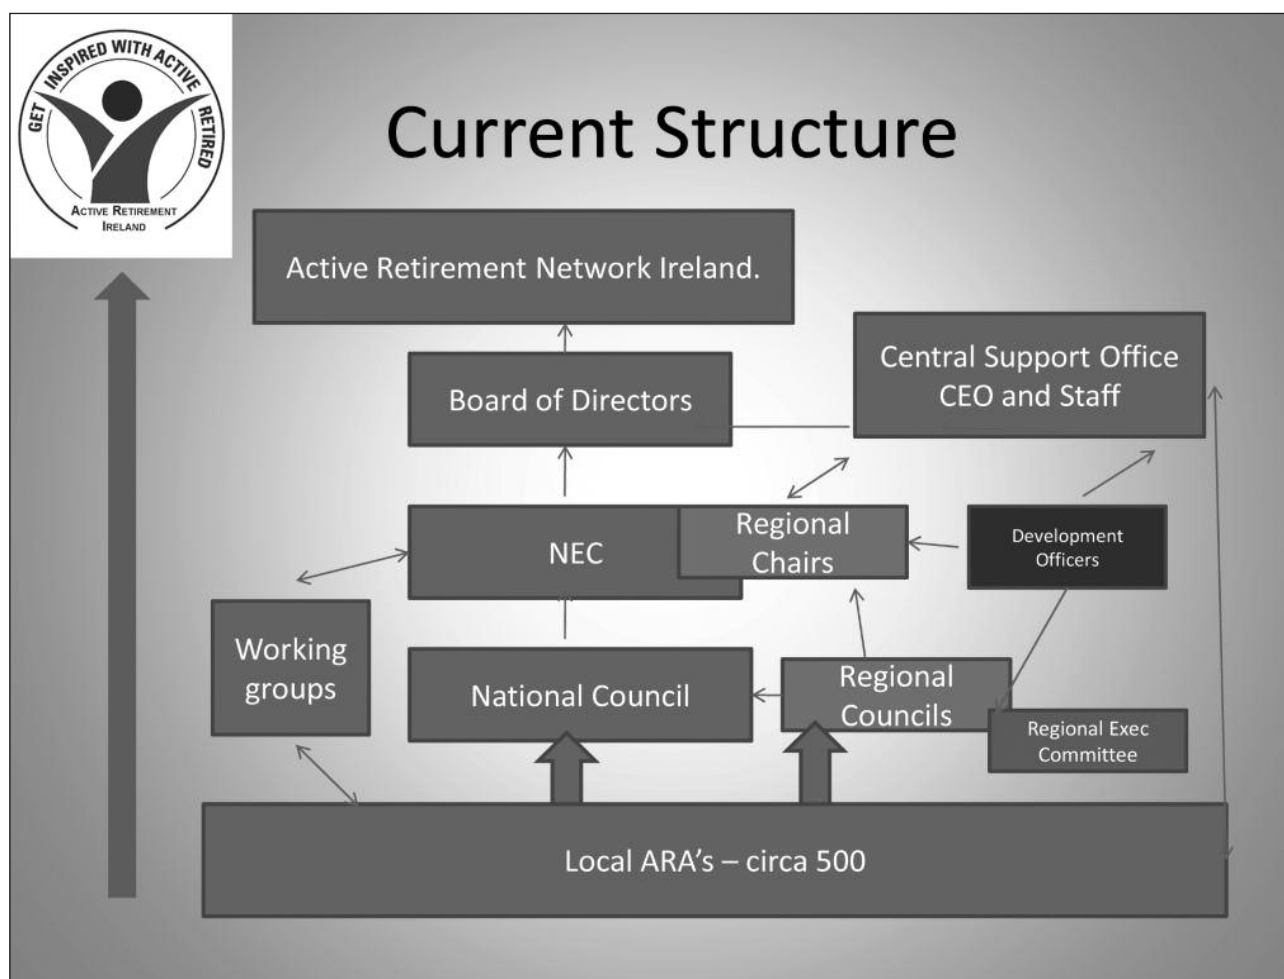 GET INSPIRED WITH ACTIVE RETIRED
ACTIVE RETIREMENT
IRELAND
Current Structure
Active Retirement Network Ireland.
Central Support Office
CEO and Staff
Board of Directors
NEC
Regional
Chairs
Development
Officers
Working
groups
National Council
Regional
Councils
Regional Exec
Committee
Local ARA's – circa 500